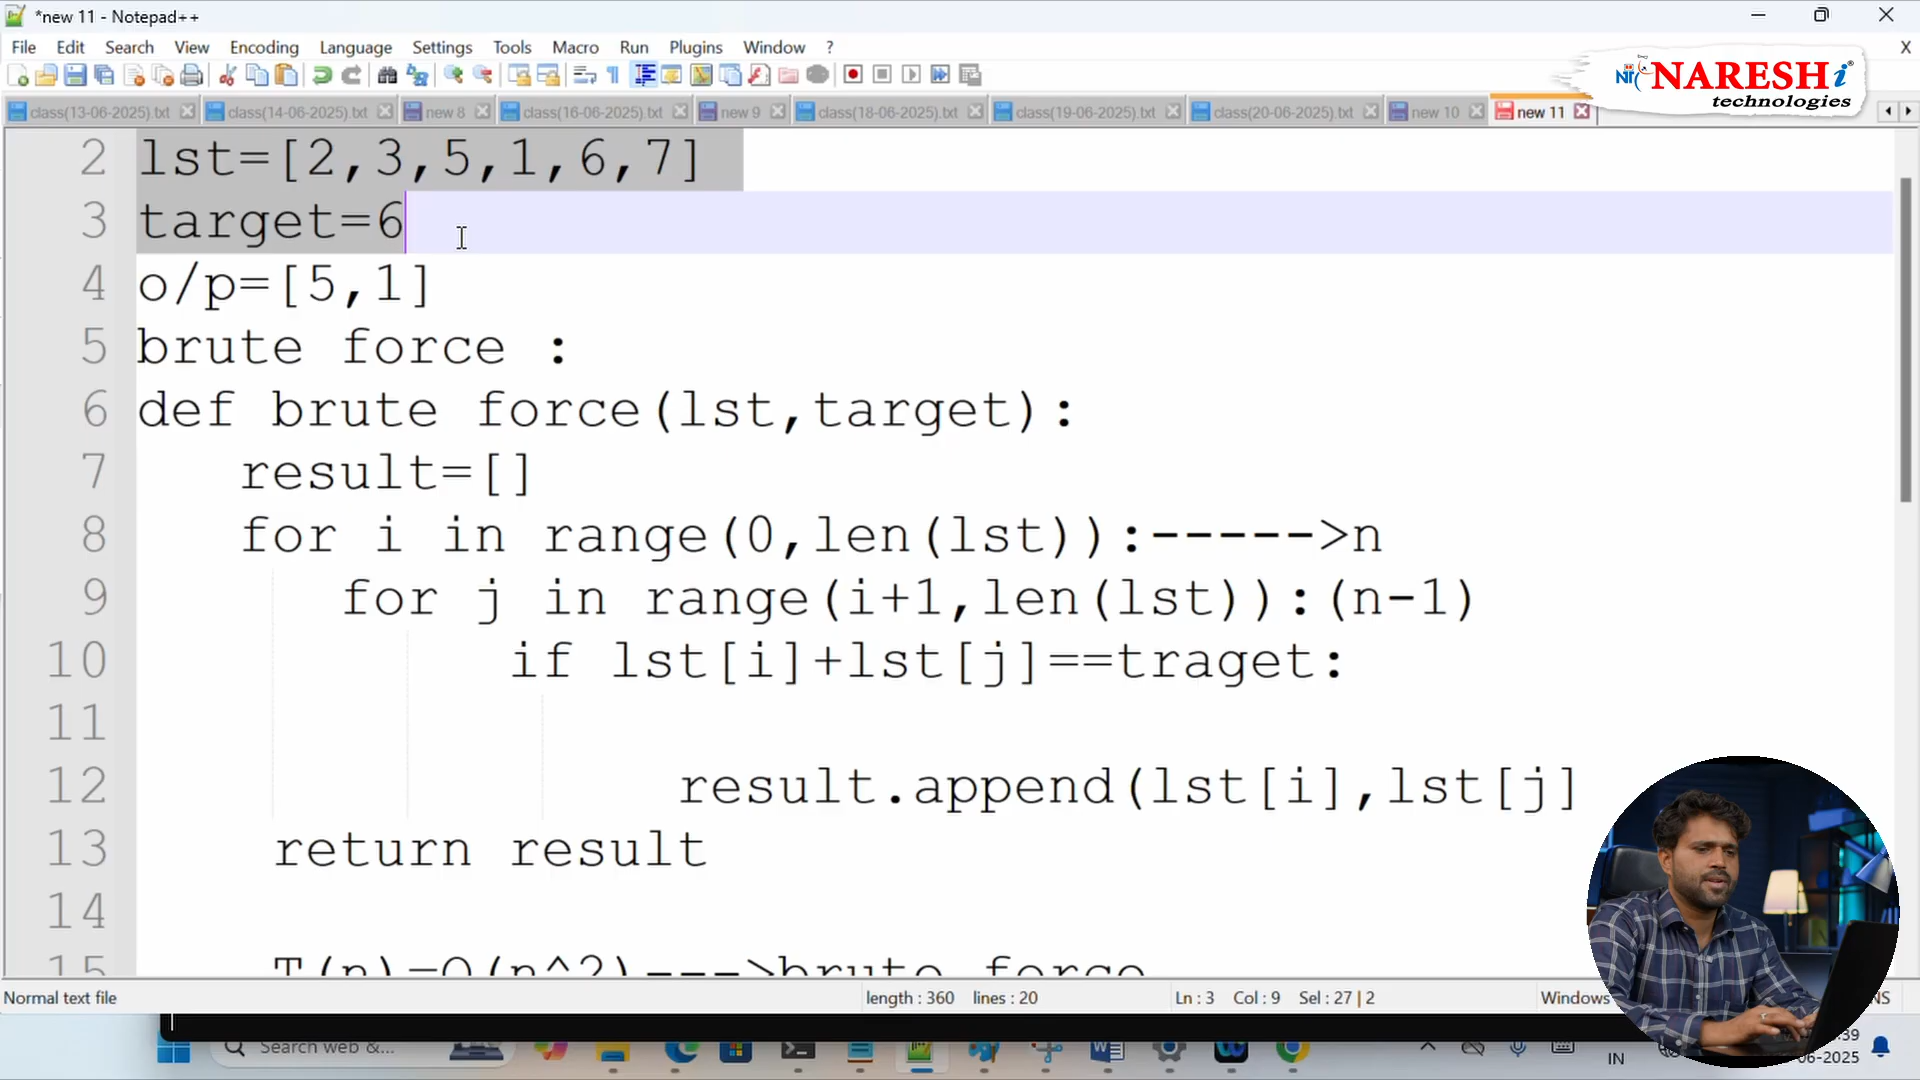 *new 11 - Notepad++
File Edit Search View Encoding Language Settings Tools Macro Run Plugins Window ?
X
NARESH i
technologies
class(13-06-2025).txt class(14-06-2025).txt new 8 class(16-06-2025).txt new 9 class(18-06-2025).txt class(19-06-2025).txt class(20-06-2025).txt new 10 new 11
2 lst=[2,3,5,1,6,7]
3 target=6
4 o/p=[5,1]
5 brute force :
6 def brute force(lst,target):
7 result=[]
8 for i in range(0,len(lst)):----->n
9 for j in range(i+1,len(lst)):(n-1)
10 if lst[i]+lst[j]==traget:
11
12 result.append(lst[i],lst[j]
13 return result
14
15 T(n)=O(n^2)--->brute force
Normal text file length : 360 lines : 20 Ln : 3 Col : 9 Sel : 27 | 2 Windows
Search web &...
IN